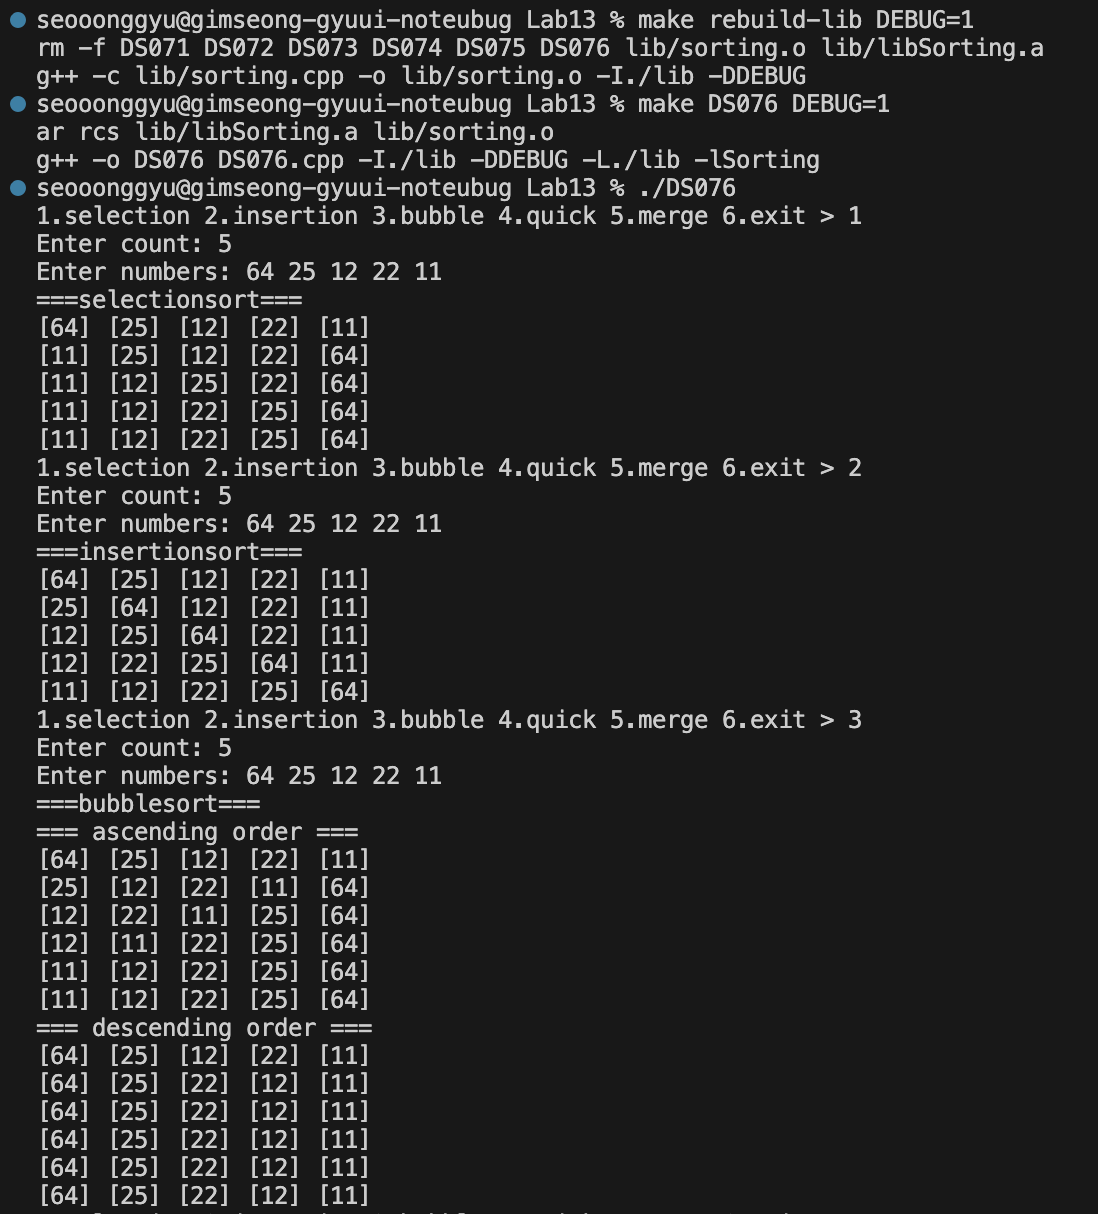 seooonggyu@gimseong-gyuui-noteubug Lab13 % make rebuild-lib DEBUG=1
rm -f DS071 DS072 DS073 DS074 DS075 DS076 lib/sorting.o lib/libSorting.a
g++ -c lib/sorting.cpp -o lib/sorting.o -I./lib -DDEBUG
seooonggyu@gimseong-gyuui-noteubug Lab13 % make DS076 DEBUG=1
ar rcs lib/libSorting.a lib/sorting.o
g++ -o DS076 DS076.cpp -I./lib -DDEBUG -L./lib -lSorting
seooonggyu@gimseong-gyuui-noteubug Lab13 % ./DS076
1.selection 2.insertion 3.bubble 4.quick 5.merge 6.exit > 1
Enter count: 5
Enter numbers: 64 25 12 22 11
===selectionsort===
[64] [25] [12] [22] [11]
[11] [25] [12] [22] [64]
[11] [12] [25] [22] [64]
[11] [12] [22] [25] [64]
[11] [12] [22] [25] [64]
1.selection 2.insertion 3.bubble 4.quick 5.merge 6.exit > 2
Enter count: 5
Enter numbers: 64 25 12 22 11
===insertionsort===
[64] [25] [12] [22] [11]
[25] [64] [12] [22] [11]
[12] [25] [64] [22] [11]
[12] [22] [25] [64] [11]
[11] [12] [22] [25] [64]
1.selection 2.insertion 3.bubble 4.quick 5.merge 6.exit > 3
Enter count: 5
Enter numbers: 64 25 12 22 11
===bubblesort===
=== ascending order ===
[64] [25] [12] [22] [11]
[25] [12] [22] [11] [64]
[12] [22] [11] [25] [64]
[12] [11] [22] [25] [64]
[11] [12] [22] [25] [64]
[11] [12] [22] [25] [64]
=== descending order ===
[64] [25] [12] [22] [11]
[64] [25] [22] [12] [11]
[64] [25] [22] [12] [11]
[64] [25] [22] [12] [11]
[64] [25] [22] [12] [11]
[64] [25] [22] [12] [11]